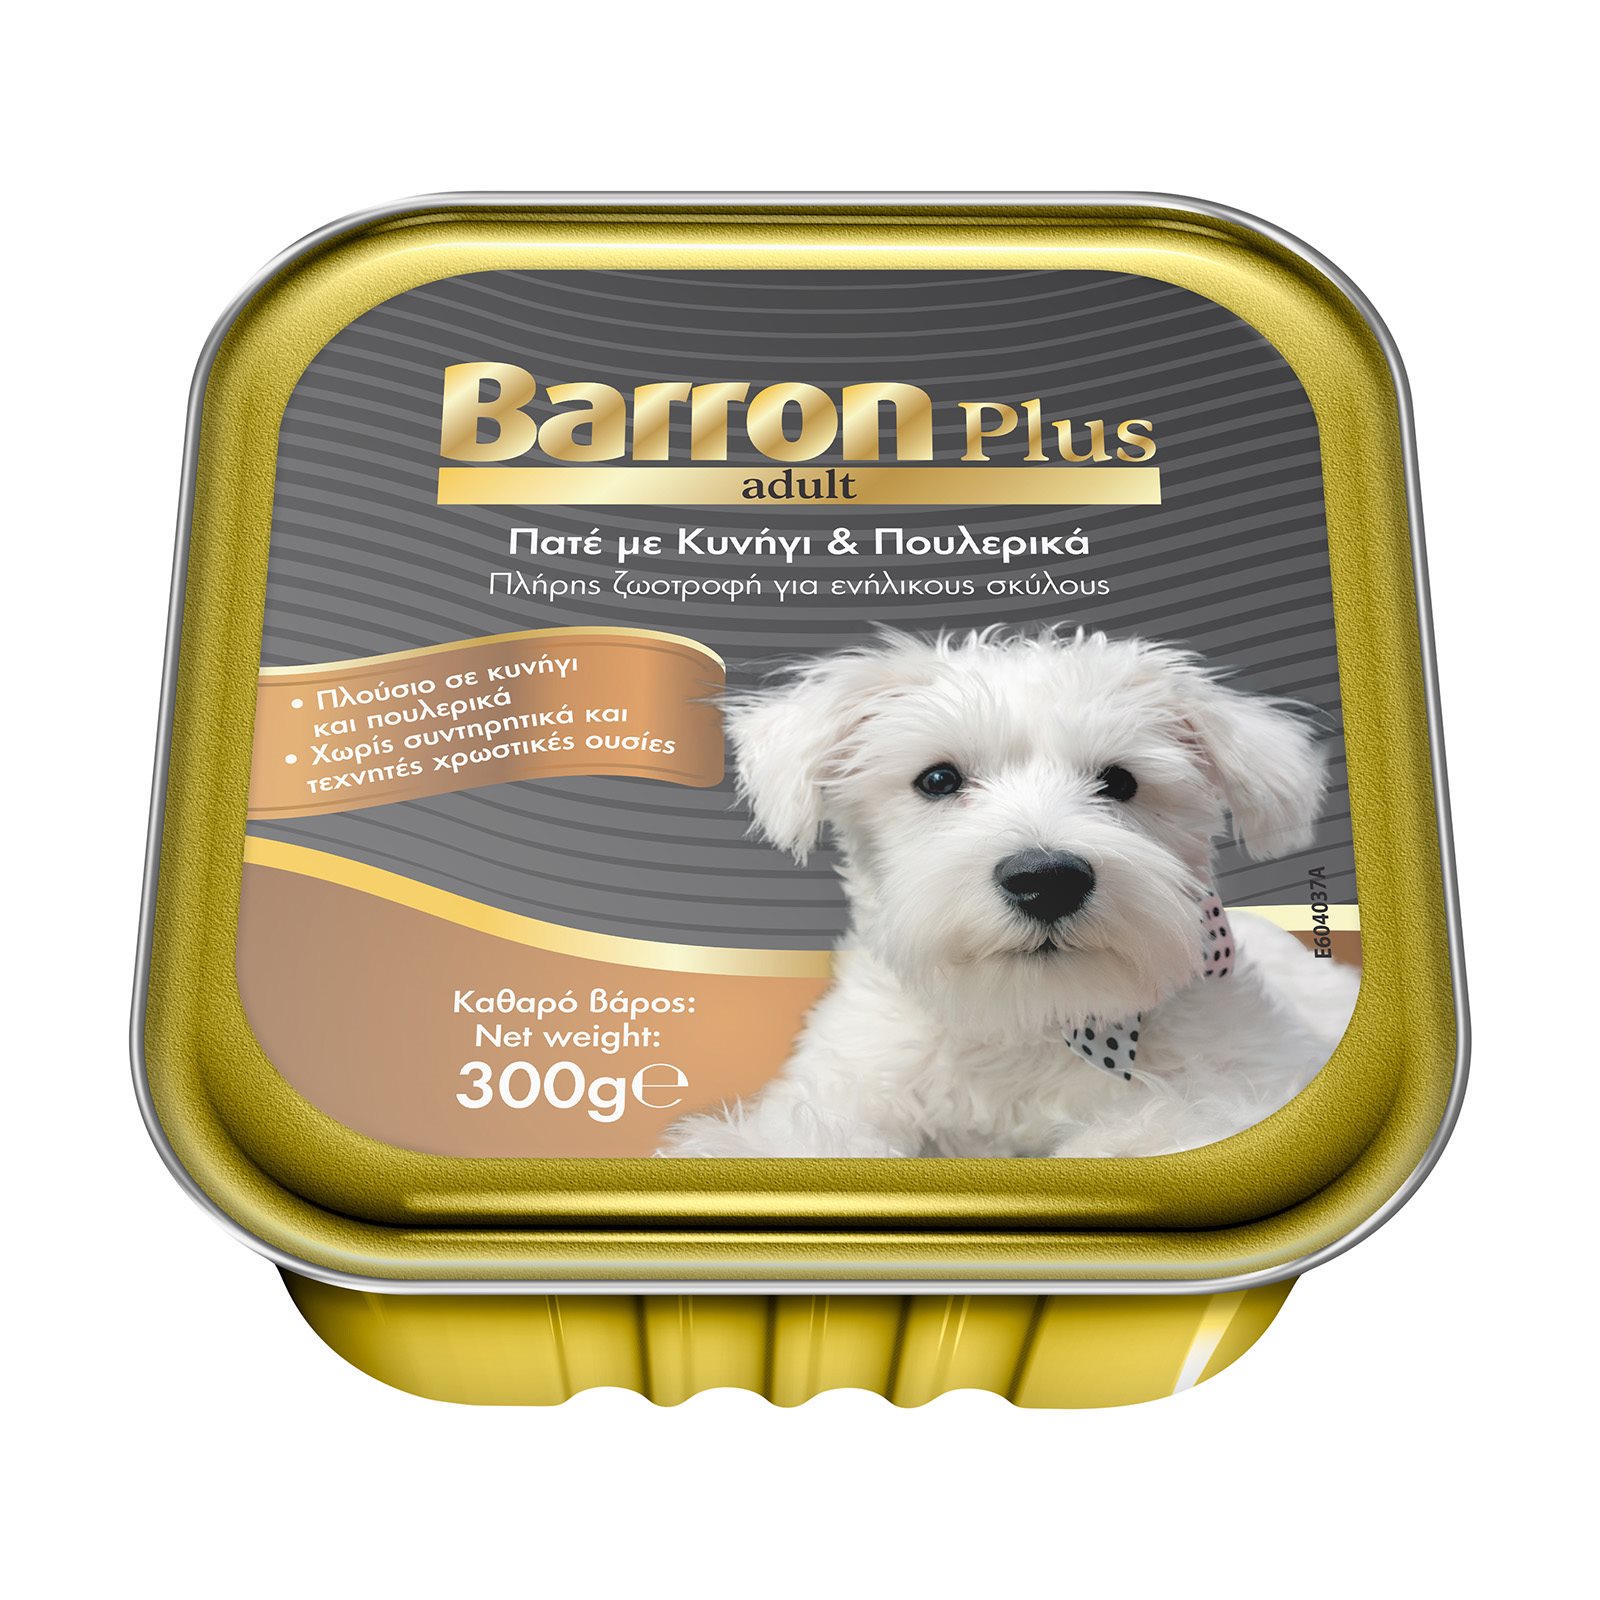 Barron Plus
adult
Πατέ με Κυνήγι & Πουλερικά
Πλήρης ζωοτροφή για ενήλικους σκύλους
• Πλούσιο σε κυνήγι
και πουλερικά
• Χωρίς συντηρητικά και
τεχνητές χρωστικές ουσίες
E604037A
Καθαρό βάρος:
Net weight:
300g℮